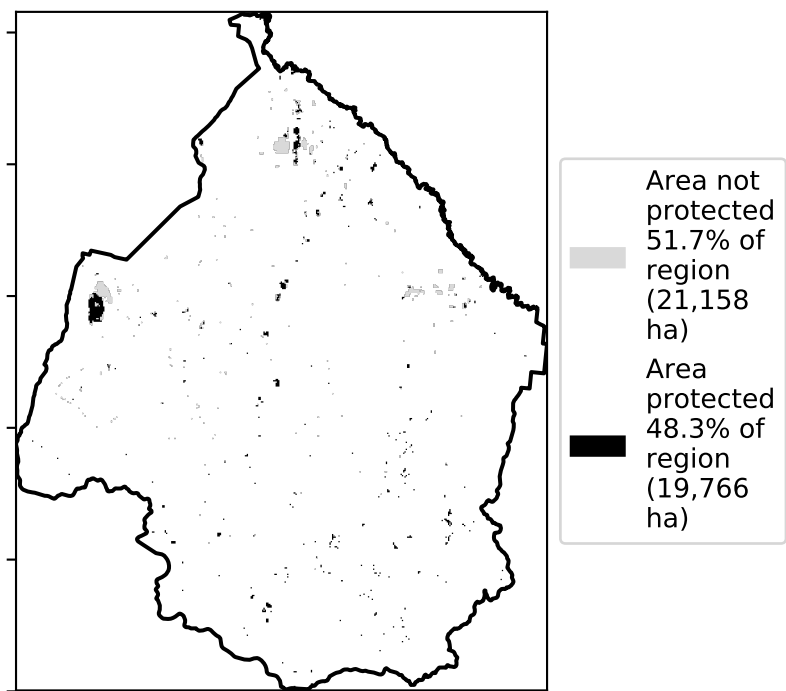 Area not
protected
51.7% of
region
(21,158
ha)
Area
protected
48.3% of
region
(19,766
ha)